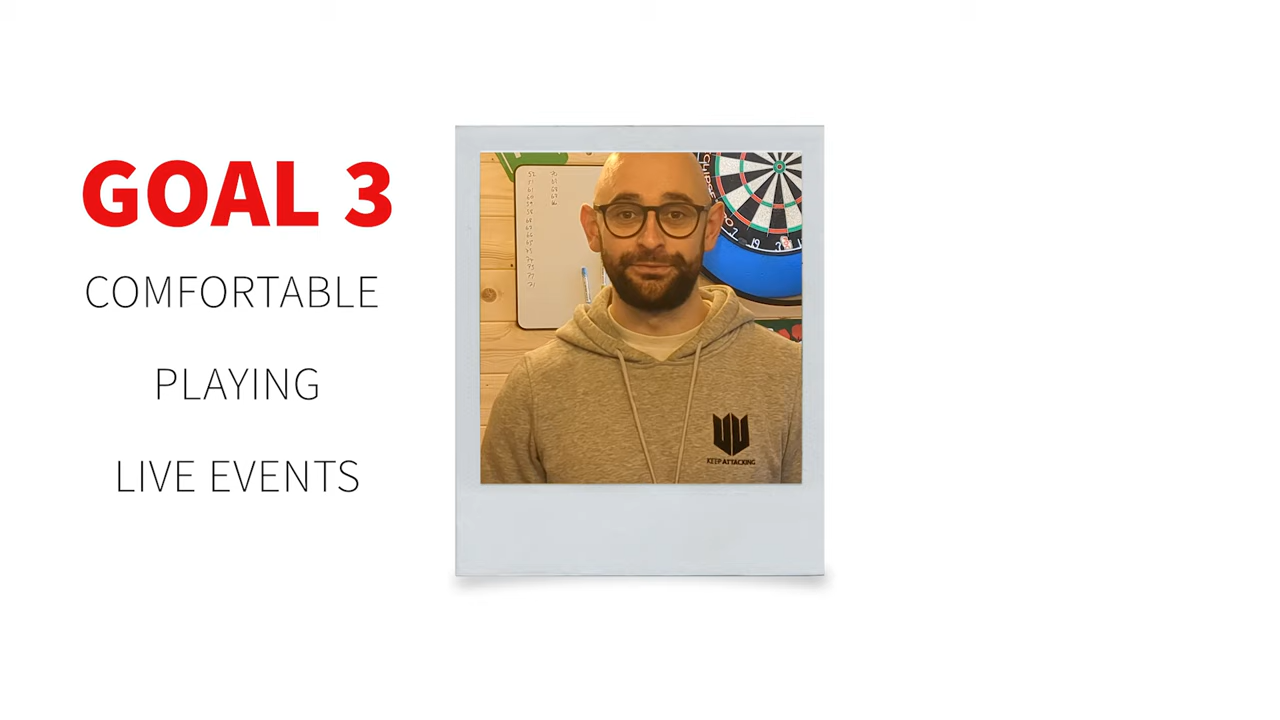 GOAL 3
COMFORTABLE
PLAYING
LIVE EVENTS
KEEP ATTACKING